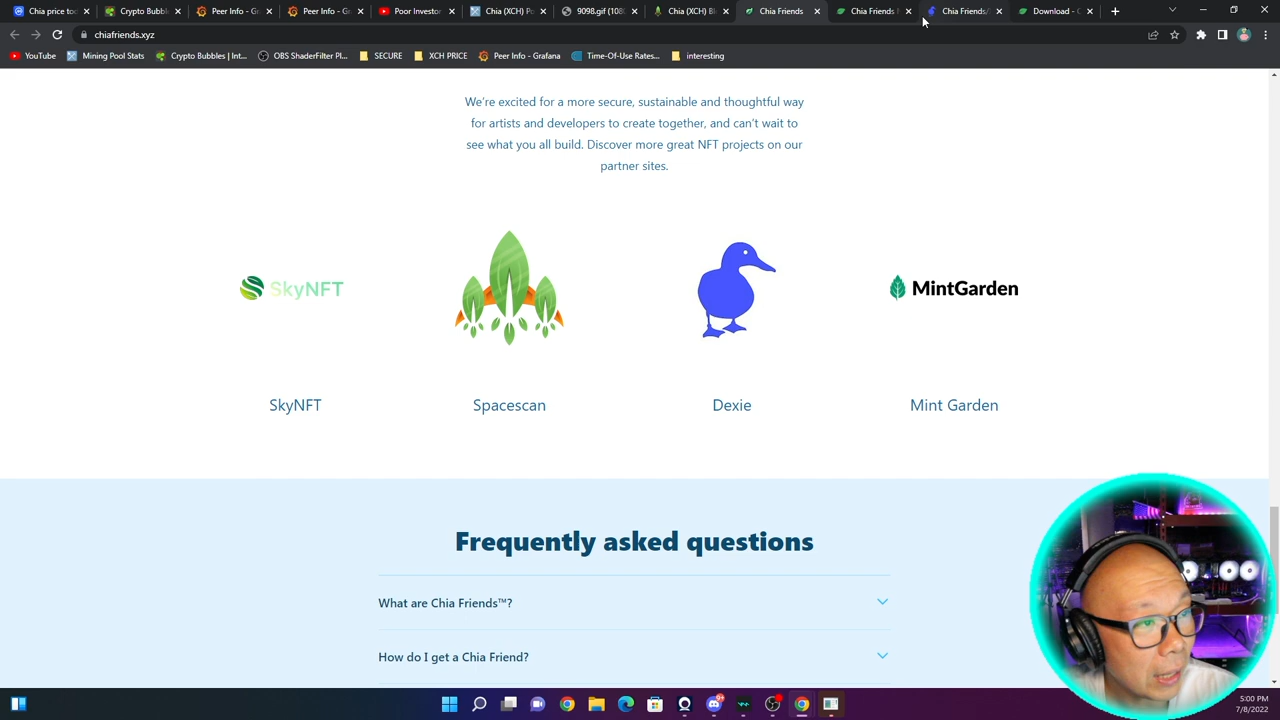 Chia price tod
Crypto Bubbles
Peer Info - Gr
Peer Info - Gr
Poor Investor
Chia (XCH) Po
9098.gif (108
Chia (XCH) Bl
Chia Friends
Chia Friends
Chia Friends
Download - C
chiafriends.xyz
YouTube
Mining Pool Stats
Crypto Bubbles | Int...
OBS ShaderFilter Pl...
SECURE
XCH PRICE
Peer Info - Grafana
Time-Of-Use Rates...
interesting
We're excited for a more secure, sustainable and thoughtful way
for artists and developers to create together, and can't wait to
see what you all build. Discover more great NFT projects on our
partner sites.
SkyNFT
MintGarden
SkyNFT
Spacescan
Dexie
Mint Garden
Frequently asked questions
What are Chia Friends™?
How do I get a Chia Friend?
5:00 PM
7/8/2022